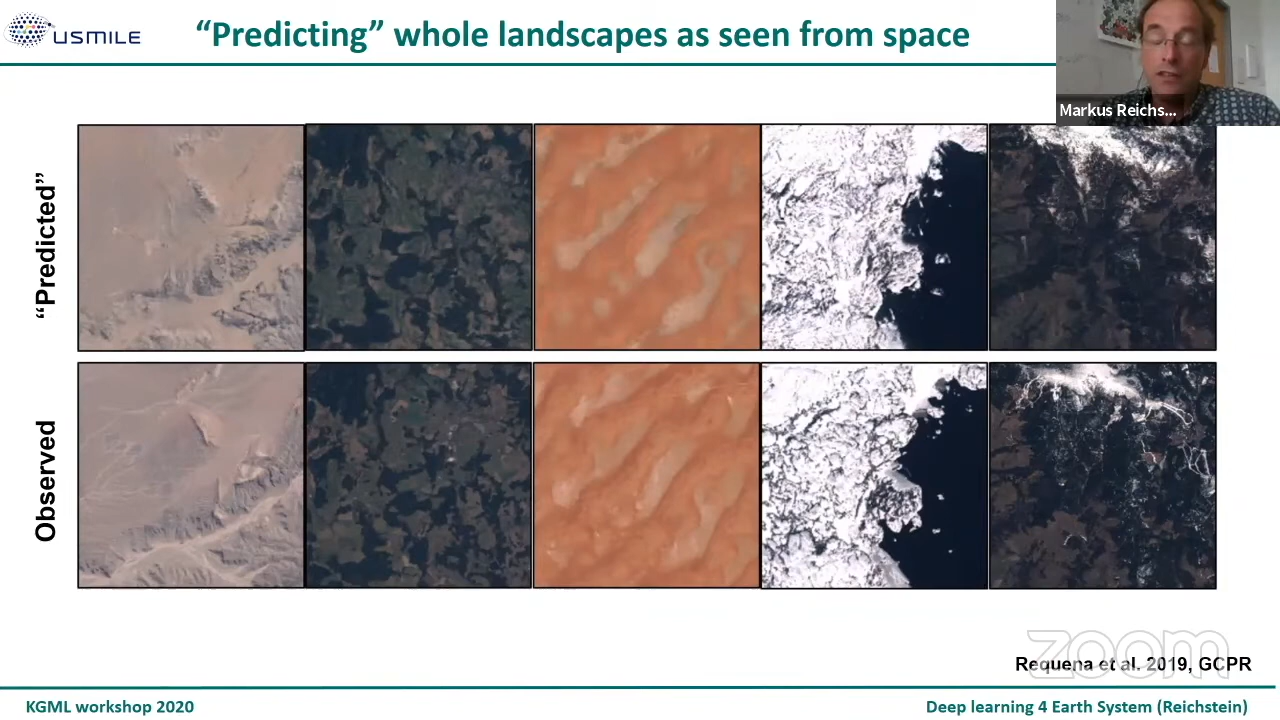 USMILE
“Predicting” whole landscapes as seen from space
Markus Reichs...
“Predicted”
Observed
zoom
Requena et al. 2019, GCPR
KGML workshop 2020
Deep learning 4 Earth System (Reichstein)